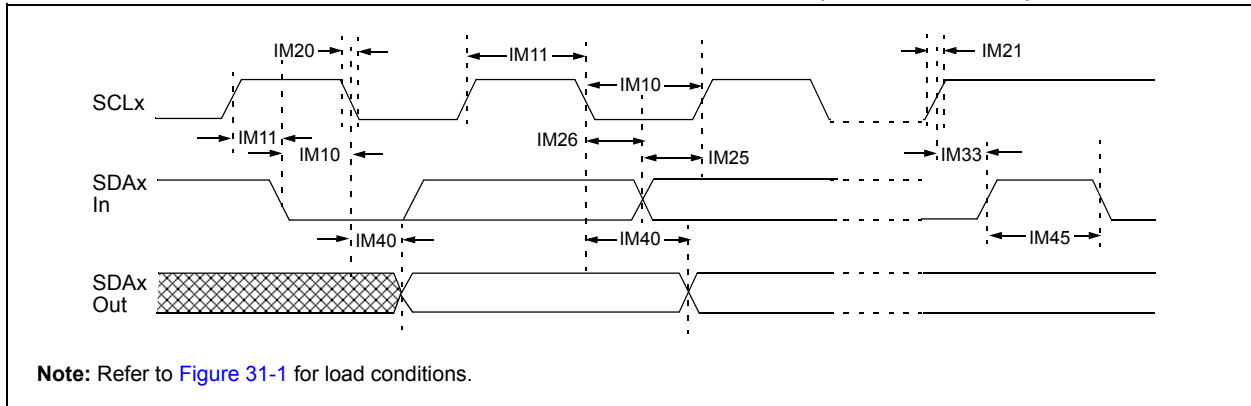 IM20
IM11
IM21
IM10
SCLx
IM11
IM26
IM10
IM25
IM33
SDAx
In
IM40
IM40
IM45
SDAx
Out
Note: Refer to Figure 31-1 for load conditions.